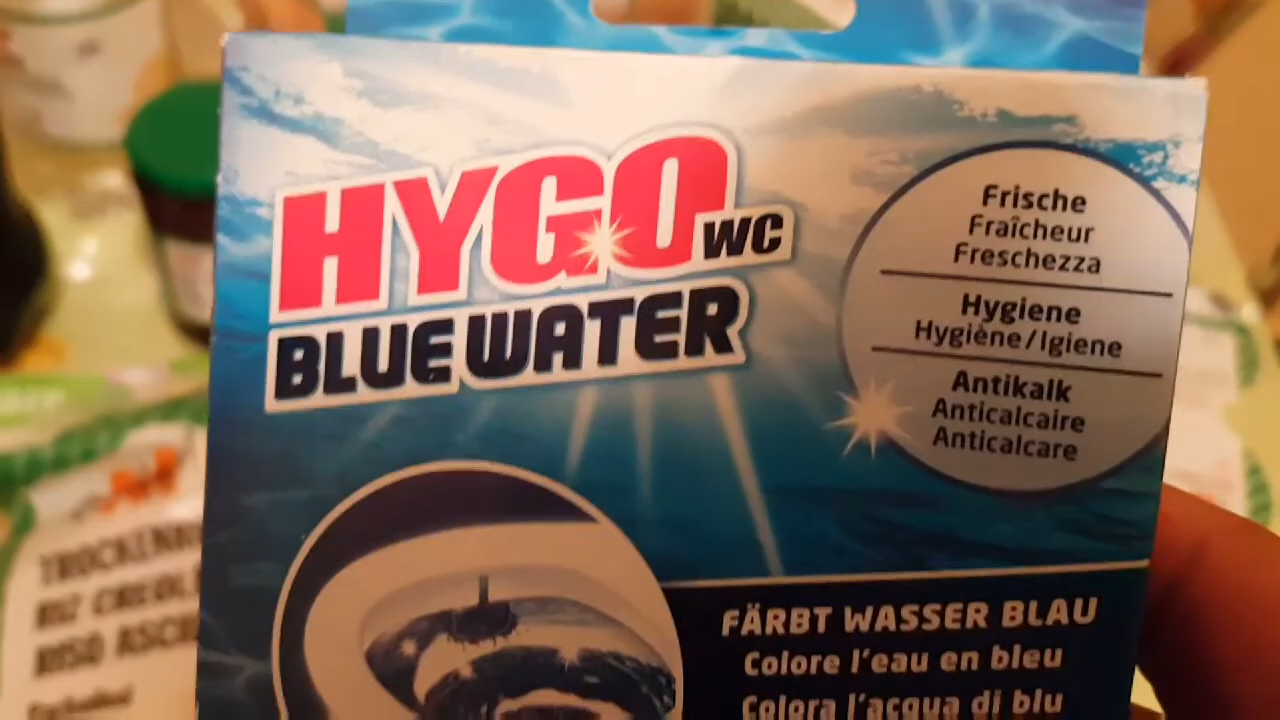 HYGO WC
BLUE WATER
Frische
Fraîcheur
Freschezza
Hygiene
Hygiène/Igiene
Antikalk
Anticalcaire
Anticalcare
FÄRBT WASSER BLAU
Colore l'eau en bleu
Colora l'acqua di blu
RISO